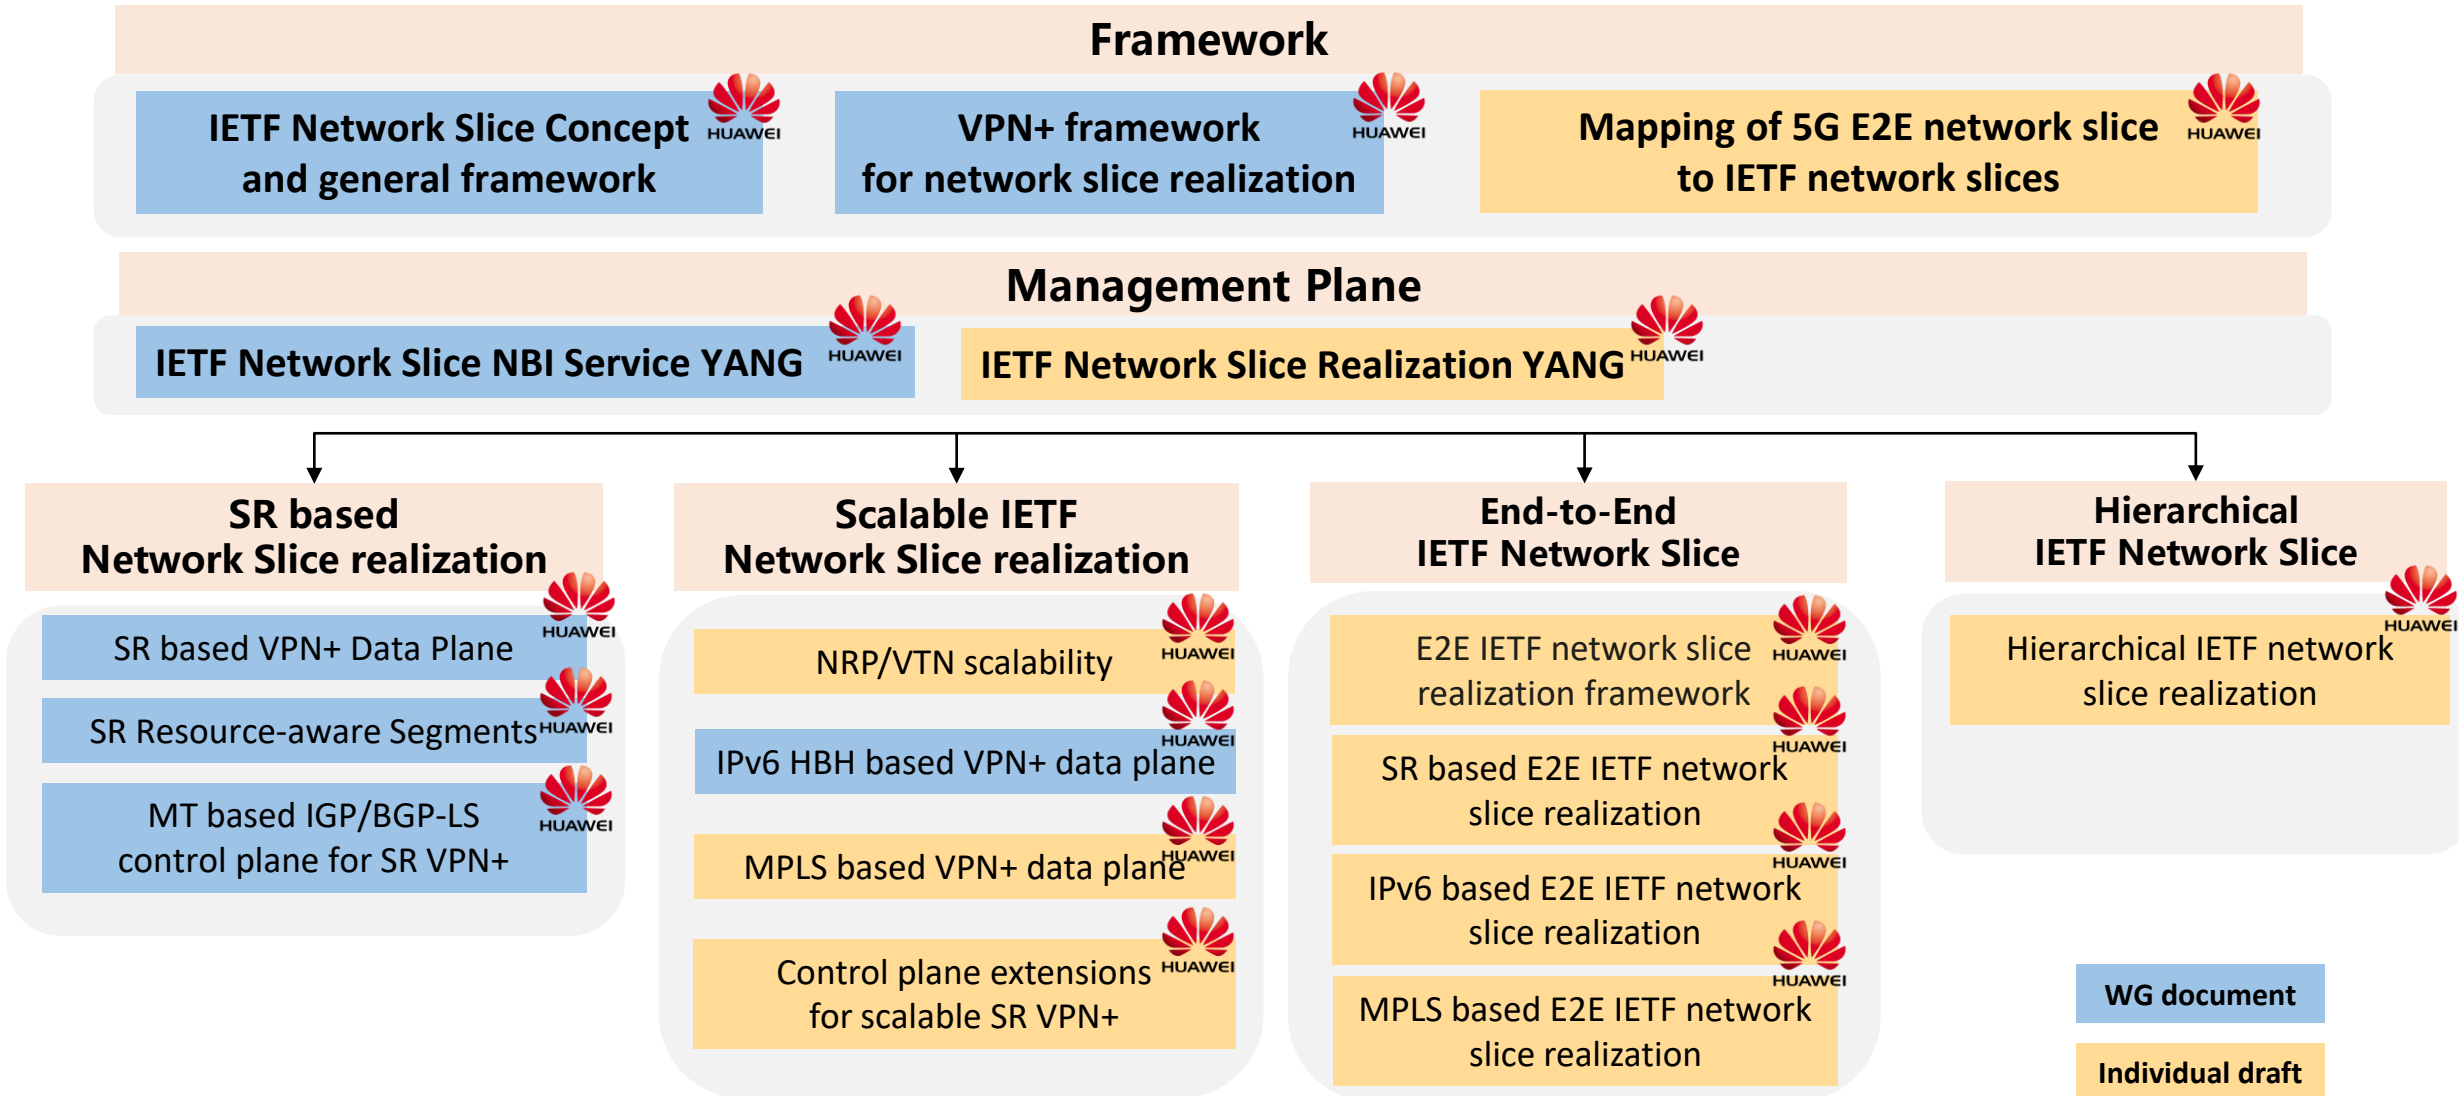 Framework
IETF Network Slice Concept
and general framework
HUAWEI
VPN+ framework
for network slice realization
HUAWEI
Mapping of 5G E2E network slice
to IETF network slices
HUAWEI
Management Plane
IETF Network Slice NBI Service YANG
HUAWEI
IETF Network Slice Realization YANG
HUAWEI
SR based
Network Slice realization
HUAWEI
SR based VPN+ Data Plane
SR Resource-aware Segments
HUAWEI
MT based IGP/BGP-LS
control plane for SR VPN+
HUAWEI
Scalable IETF
Network Slice realization
NRP/VTN scalability
HUAWEI
IPv6 HBH based VPN+ data plane
HUAWEI
MPLS based VPN+ data plane
HUAWEI
Control plane extensions
for scalable SR VPN+
HUAWEI
End-to-End
IETF Network Slice
E2E IETF network slice
realization framework
HUAWEI
SR based E2E IETF network
slice realization
HUAWEI
IPv6 based E2E IETF network
slice realization
HUAWEI
MPLS based E2E IETF network
slice realization
HUAWEI
Hierarchical
IETF Network Slice
Hierarchical IETF network
slice realization
HUAWEI
WG document
Individual draft